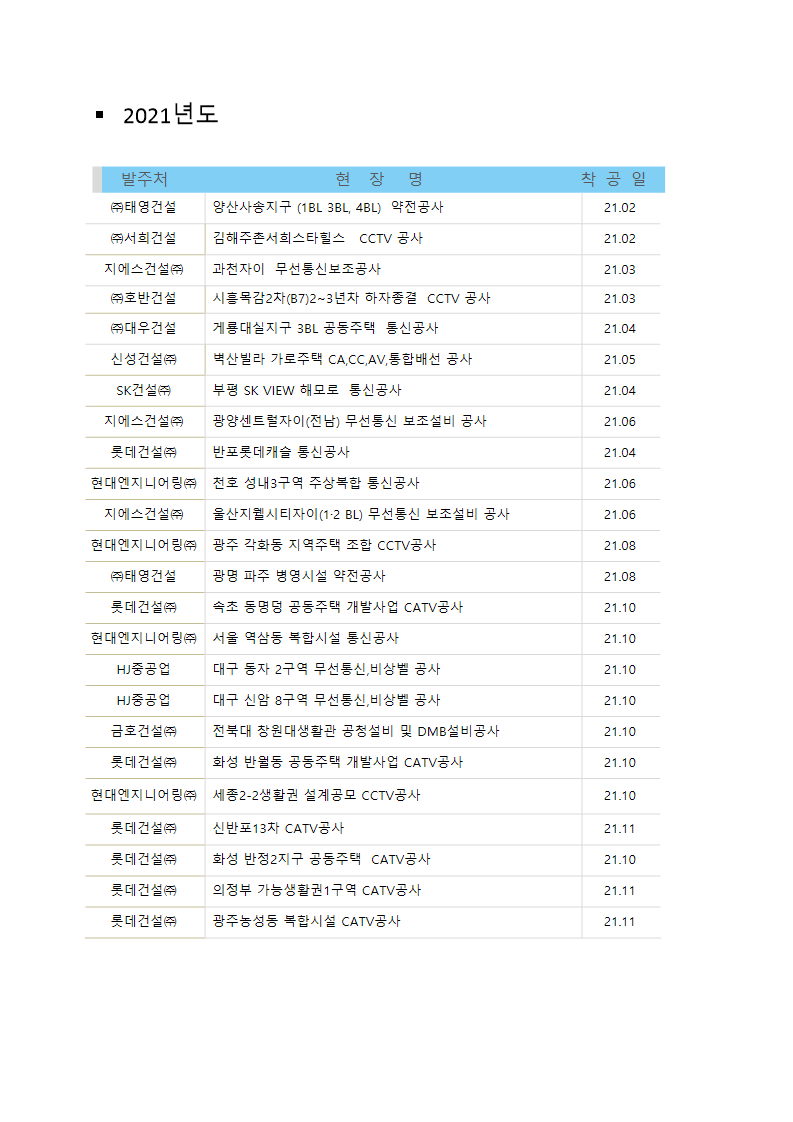 ▪ 2021년도
발주처 현 장 명 착 공 일
㈜태영건설 양산사송지구 (1BL 3BL, 4BL) 약전공사 21.02
㈜서희건설 김해주촌서희스타힐스 CCTV 공사 21.02
지에스건설㈜ 과천자이 무선통신보조공사 21.03
㈜호반건설 시흥목감2차(B7)2~3년차 하자종결 CCTV 공사 21.03
㈜대우건설 게룡대실지구 3BL 공동주택 통신공사 21.04
신성건설㈜ 벽산빌라 가로주택 CA,CC,AV,통합배선 공사 21.05
SK건설㈜ 부평 SK VIEW 해모로 통신공사 21.04
지에스건설㈜ 광양센트럴자이(전남) 무선통신 보조설비 공사 21.06
롯데건설㈜ 반포롯데캐슬 통신공사 21.04
현대엔지니어링㈜ 천호 성내3구역 주상복합 통신공사 21.06
지에스건설㈜ 울산지웰시티자이(1·2 BL) 무선통신 보조설비 공사 21.06
현대엔지니어링㈜ 광주 각화동 지역주택 조합 CCTV공사 21.08
㈜태영건설 광명 파주 병영시설 약전공사 21.08
롯데건설㈜ 속초 동명덩 공동주택 개발사업 CATV공사 21.10
현대엔지니어링㈜ 서울 역삼동 복합시설 통신공사 21.10
HJ중공업 대구 동자 2구역 무선통신,비상벨 공사 21.10
HJ중공업 대구 신암 8구역 무선통신,비상벨 공사 21.10
금호건설㈜ 전북대 창원대생활관 공청설비 및 DMB설비공사 21.10
롯데건설㈜ 화성 반월동 공동주택 개발사업 CATV공사 21.10
현대엔지니어링㈜ 세종2-2생활권 설계공모 CCTV공사 21.10
롯데건설㈜ 신반포13차 CATV공사 21.11
롯데건설㈜ 화성 반정2지구 공동주택 CATV공사 21.10
롯데건설㈜ 의정부 가능생활권1구역 CATV공사 21.11
롯데건설㈜ 광주농성동 복합시설 CATV공사 21.11